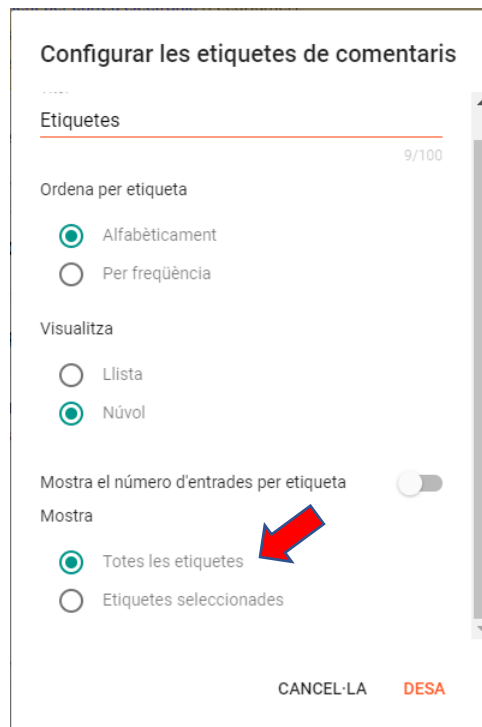 Configurar les etiquetes de comentaris
Etiquetes
9/100
Ordena per etiqueta
Alfabèticament
Per freqüència
Visualitza
Llista
Núvol
Mostra el número d'entrades per etiqueta
Mostra
Totes les etiquetes
Etiquetes seleccionades
CANCEL·LA DESA